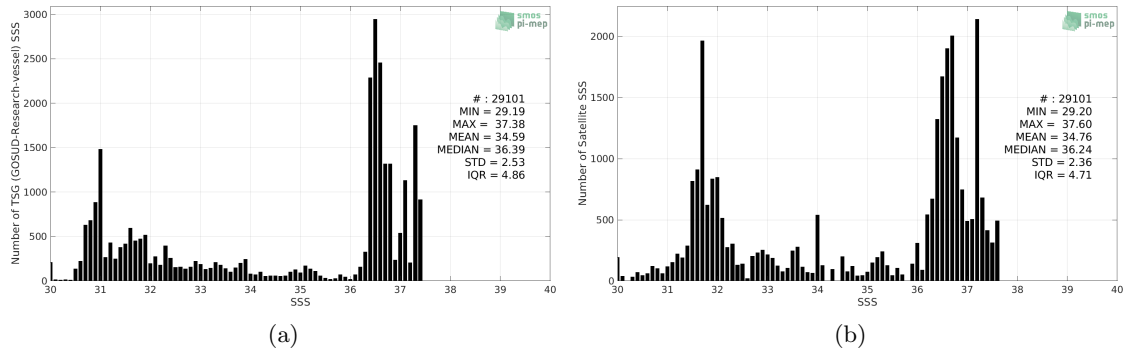 3000
2500
2000
1500
1000
500
0
Number of TSG (GOSUD-Research-vessel) SSS
smos
pi-mep
# : 29101
MIN = 29.19
MAX = 37.38
MEAN = 34.59
MEDIAN = 36.39
STD = 2.53
IQR = 4.86
30 31 32 33 34 35 36 37 38 39 40
SSS
(a)
2000
1500
1000
500
0
Number of Satellite SSS
smos
pi-mep
# : 29101
MIN = 29.20
MAX = 37.60
MEAN = 34.76
MEDIAN = 36.24
STD = 2.36
IQR = 4.71
30 31 32 33 34 35 36 37 38 39 40
SSS
(b)